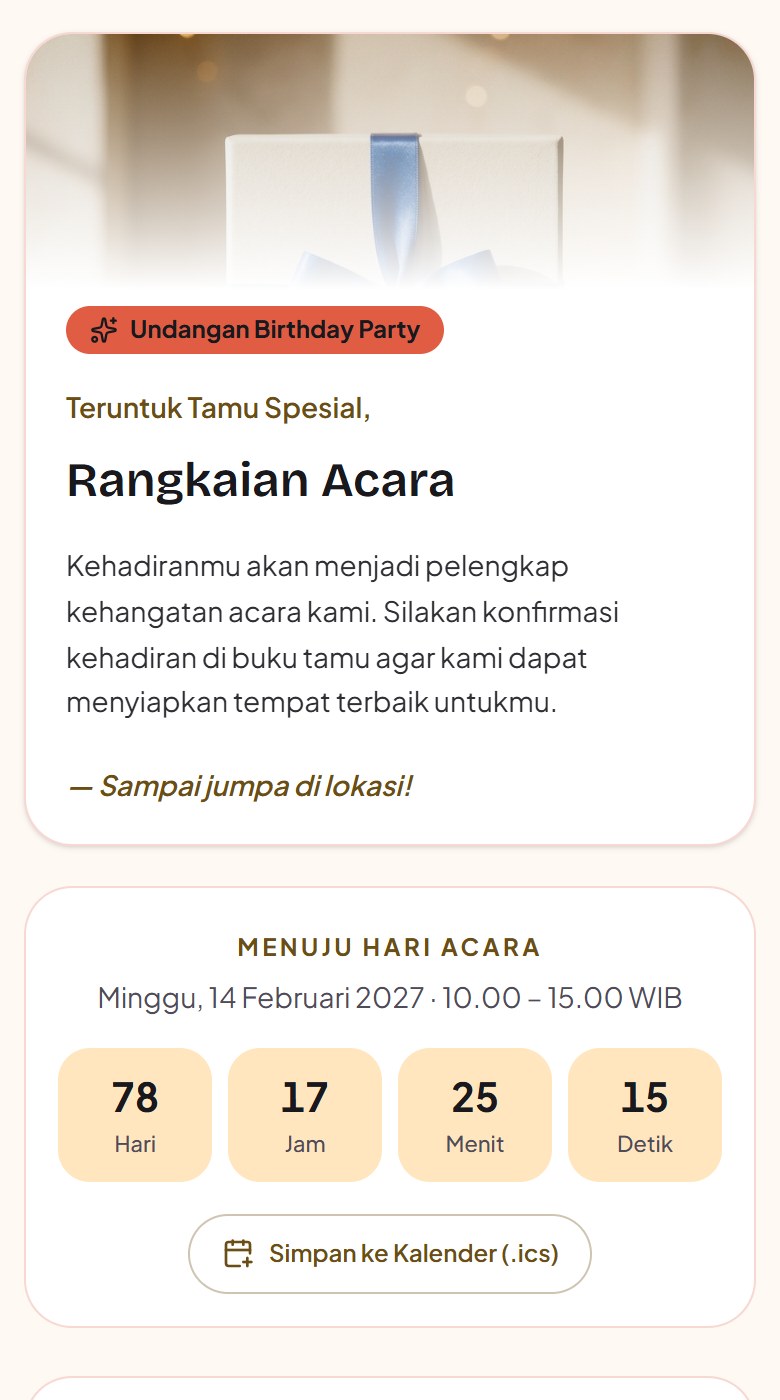 Undangan Birthday Party
Teruntuk Tamu Spesial,
Rangkaian Acara
Kehadiranmu akan menjadi pelengkap
kehangatan acara kami. Silakan konfirmasi
kehadiran di buku tamu agar kami dapat
menyiapkan tempat terbaik untukmu.
— Sampai jumpa di lokasi!
MENUJU HARI ACARA
Minggu, 14 Februari 2027 · 10.00 – 15.00 WIB
78 17 25 15
Hari Jam Menit Detik
Simpan ke Kalender (.ics)